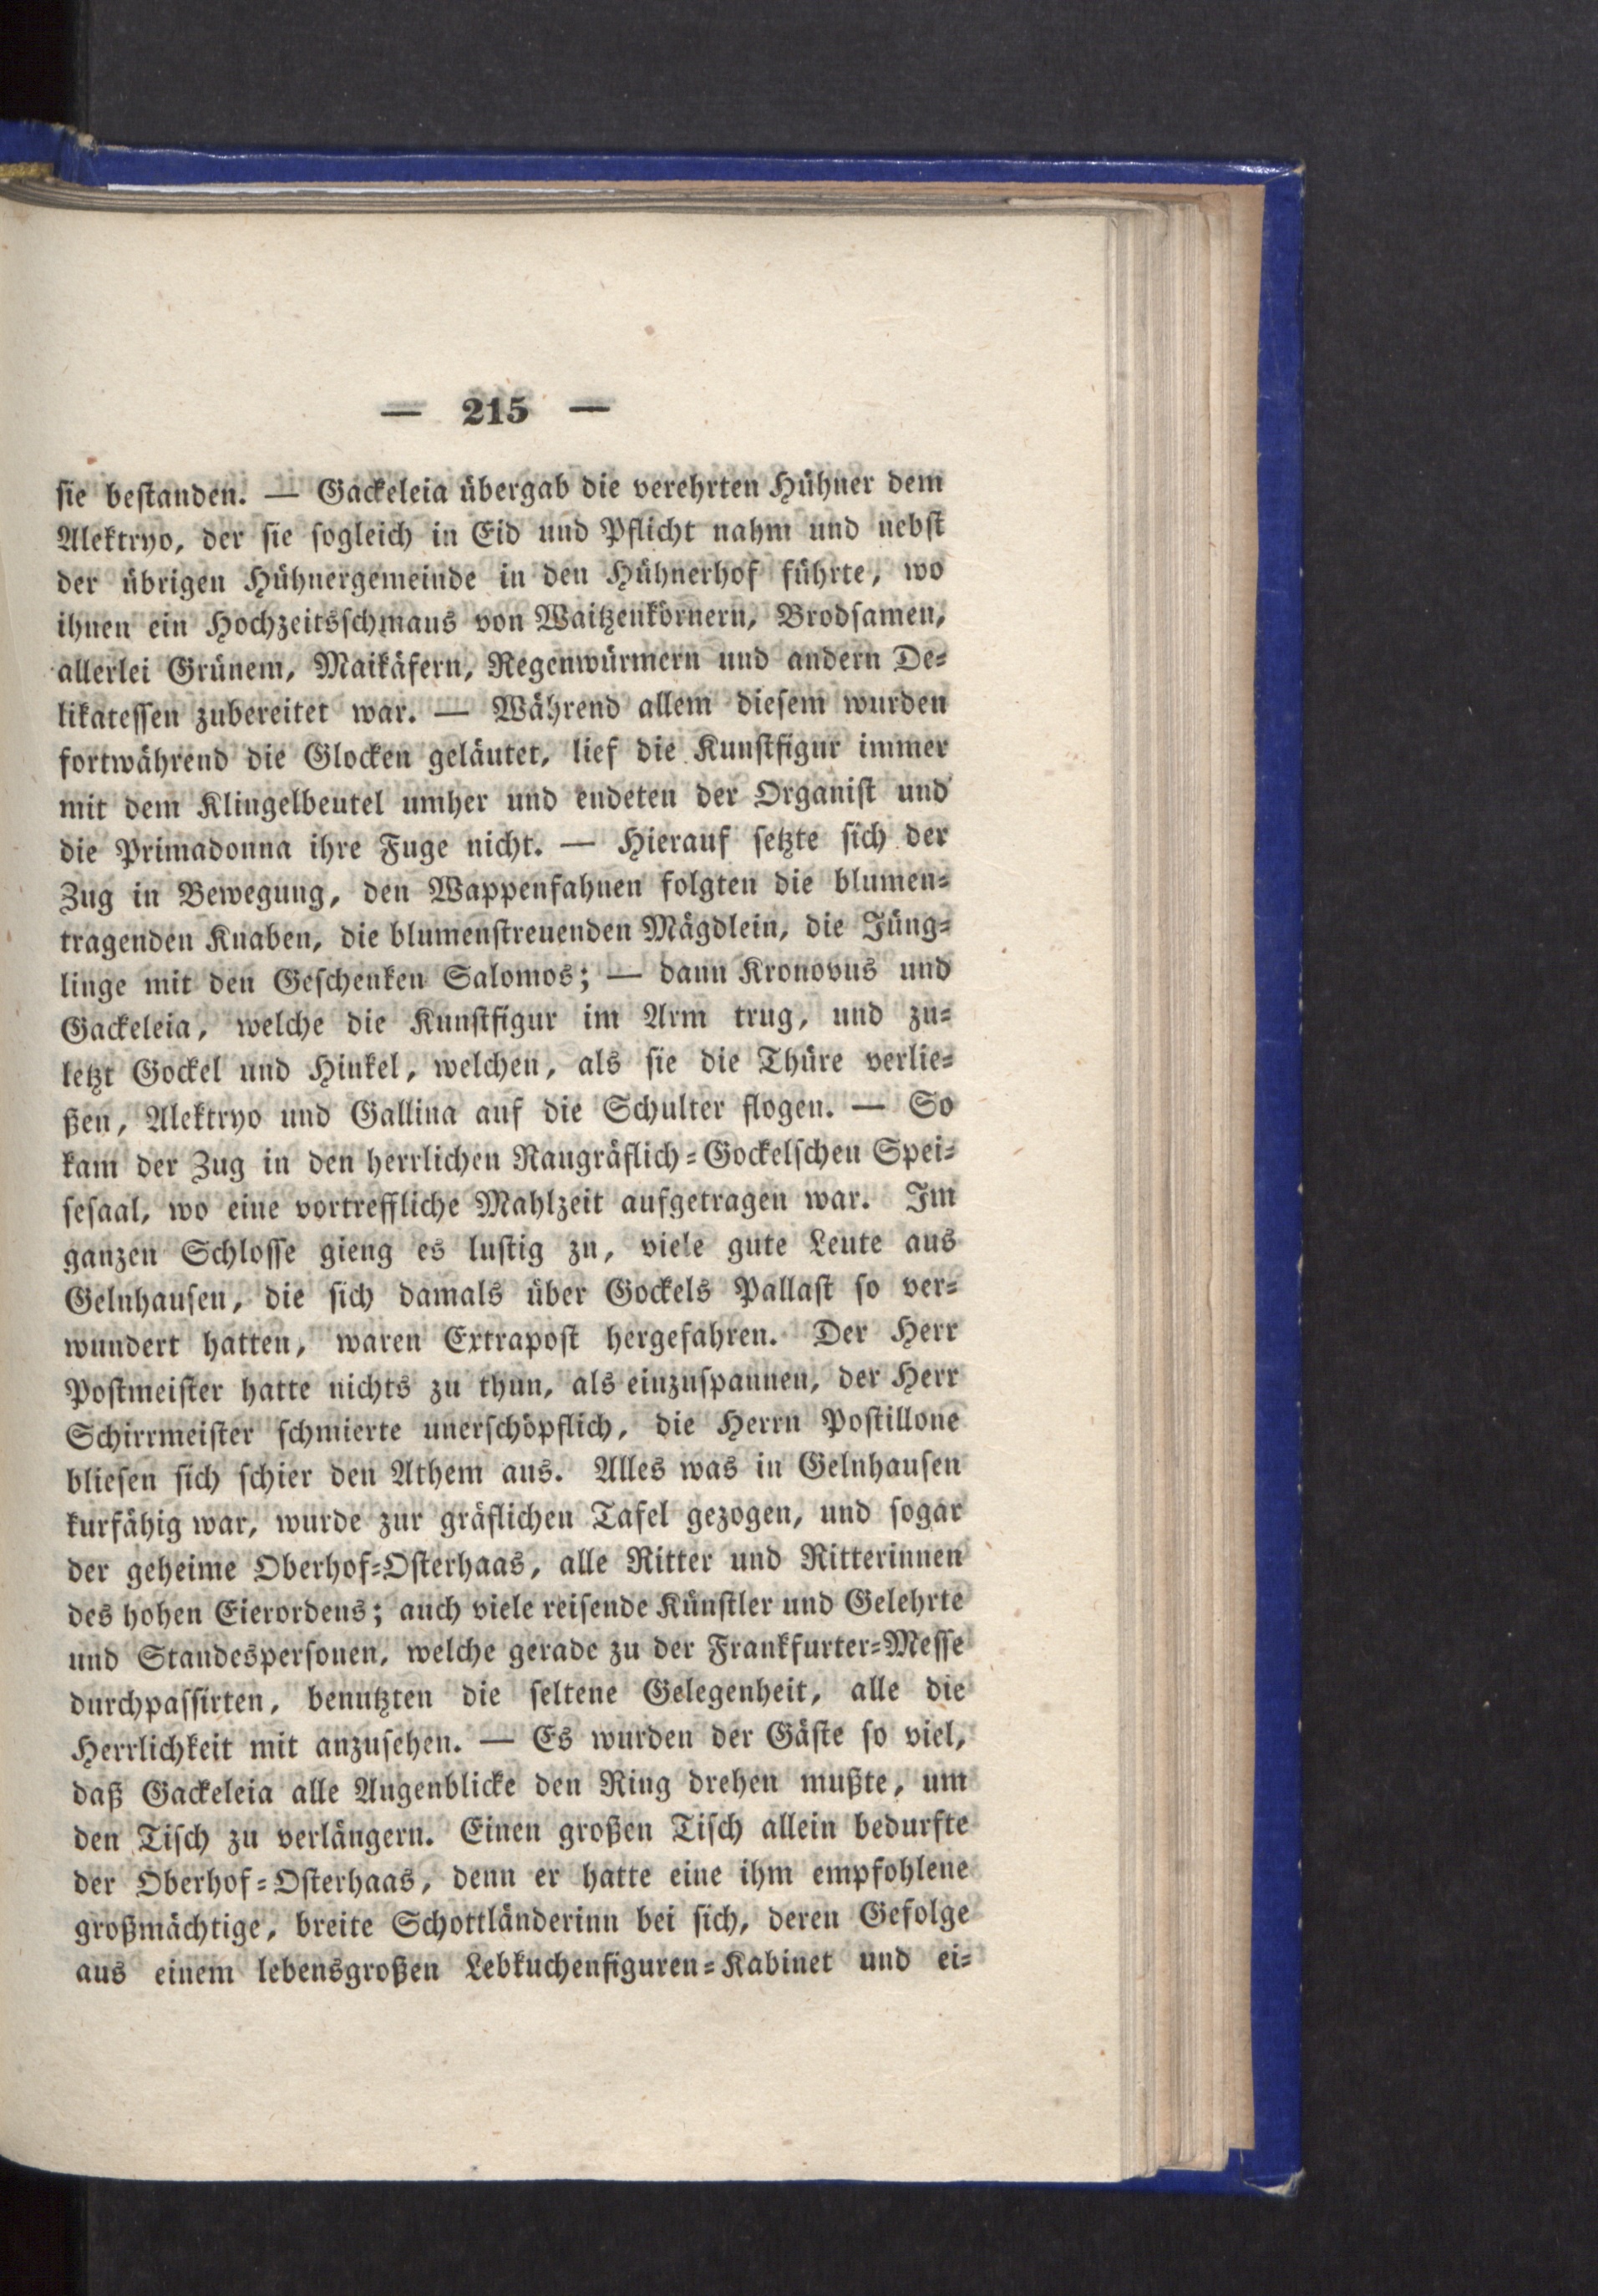 — 215 —
sie bestanden. — Gackeleia übergab die verehrten Hühner dem
Alektryo, der sie sogleich in Eid und Pflicht nahm und nebst
der übrigen Hühnergemeinde in den Hühnerhof führte, wo
ihnen ein Hochzeitsschmaus von Waitzenkörnern, Brodsamen,
allerlei Grünem, Maikäfern, Regenwürmern und andern De-
likatessen zubereitet war. — Während allem diesem wurden
fortwährend die Glocken geläutet, lief die Kunstfigur immer
mit dem Klingelbeutel umher und endeten der Organist und
die Primadonna ihre Fuge nicht. — Hierauf setzte sich der
Zug in Bewegung, den Wappenfahnen folgten die blumen-
tragenden Knaben, die blumenstreuenden Mägdlein, die Jüng-
linge mit den Geschenken Salomos; — dann Kronovus und
Gackeleia, welche die Kunstfigur im Arm trug, und zu-
letzt Gockel und Hinkel, welchen, als sie die Thüre verlie-
ßen, Alektryo und Gallina auf die Schulter flogen. — So
kam der Zug in den herrlichen Raugräflich-Gockelschen Spei-
sesaal, wo eine vortreffliche Mahlzeit aufgetragen war. Im
ganzen Schlosse gieng es lustig zu, viele gute Leute aus
Gelnhausen, die sich damals über Gockels Pallast so ver-
wundert hatten, waren Extrapost hergefahren. Der Herr
Postmeister hatte nichts zu thun, als einzuspannen, der Herr
Schirrmeister schmierte unerschöpflich, die Herrn Postillone
bliesen sich schier den Athem aus. Alles was in Gelnhausen
kurfähig war, wurde zur gräflichen Tafel gezogen, und sogar
der geheime Oberhof-Osterhaas, alle Ritter und Ritterinnen
des hohen Eierordens; auch viele reisende Künstler und Gelehrte
und Standespersonen, welche gerade zu der Frankfurter-Messe
durchpassirten, benutzten die seltene Gelegenheit, alle die
Herrlichkeit mit anzusehen. — Es wurden der Gäste so viel,
daß Gackeleia alle Augenblicke den Ring drehen mußte, um
den Tisch zu verlängern. Einen großen Tisch allein bedurfte
der Oberhof-Osterhaas, denn er hatte eine ihm empfohlene
großmächtige, breite Schottländerinn bei sich, deren Gefolge
aus einem lebensgroßen Lebkuchenfiguren-Kabinet und ei-